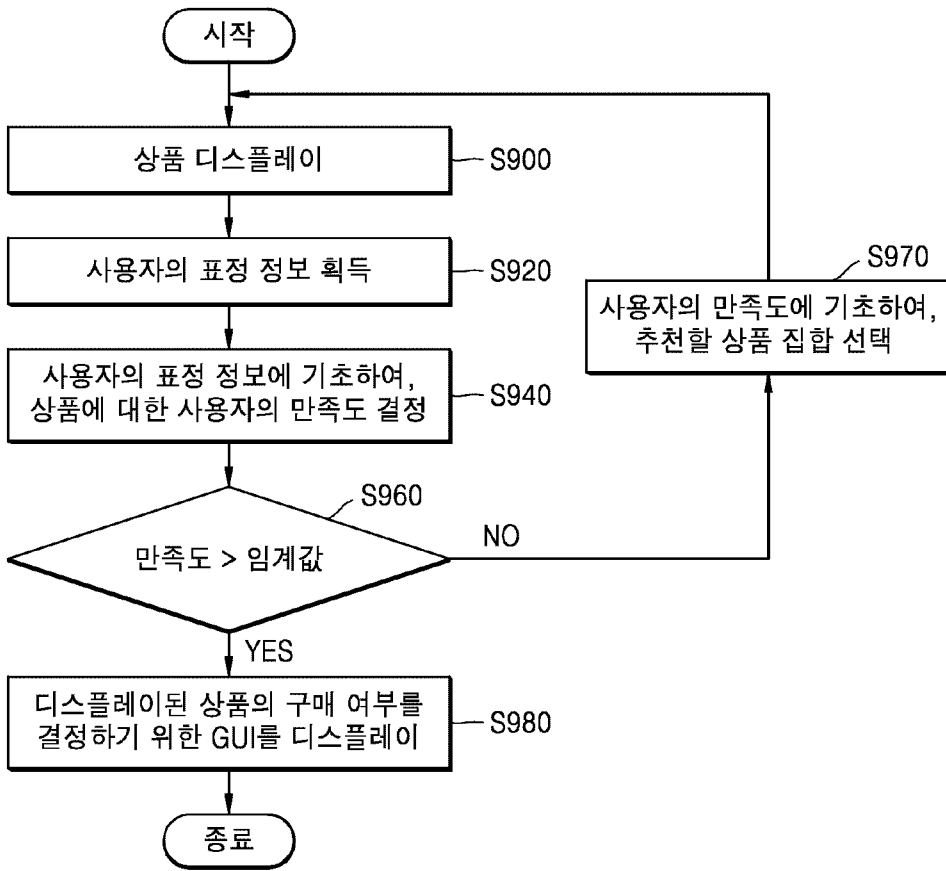 시작
상품 디스플레이
S900
사용자의 표정 정보 획득
S920
S970
사용자의 만족도에 기초하여,
추천할 상품 집합 선택
사용자의 표정 정보에 기초하여,
상품에 대한 사용자의 만족도 결정
S940
S960
만족도 > 임계값
NO
YES
디스플레이된 상품의 구매 여부를
결정하기 위한 GUI를 디스플레이
S980
종료